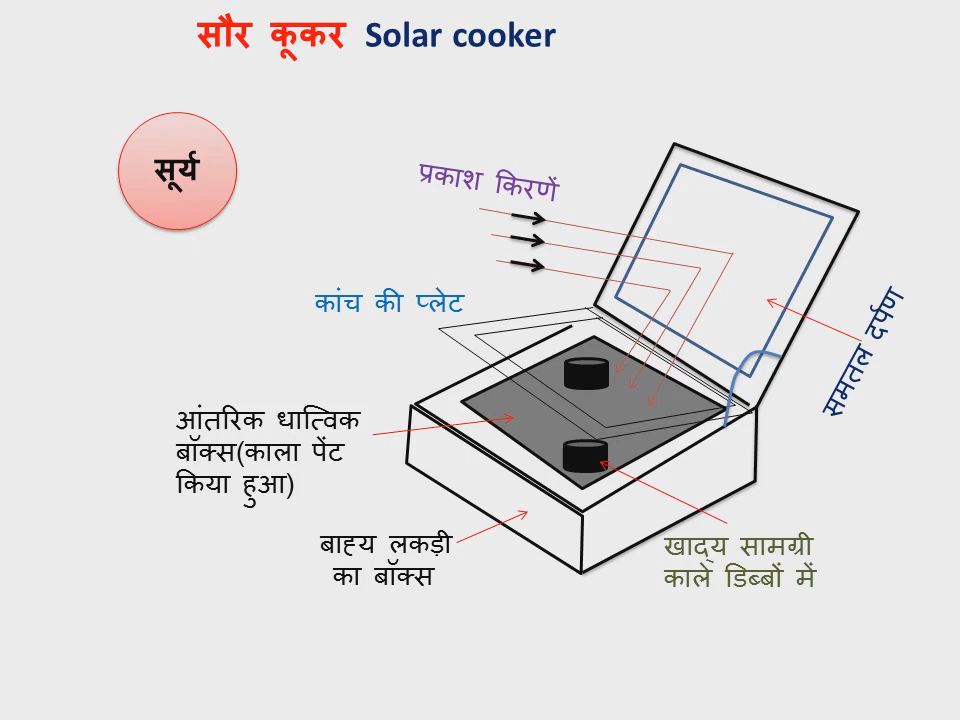 सौर कूकर Solar cooker
सूर्य
प्रकाश किरणें
कांच की प्लेट
समतल दर्पण
आंतरिक धात्विक
बॉक्स(काला पेंट
किया हुआ)
बाह्य लकड़ी
का बॉक्स
खाद्य सामग्री
काले डिब्बों में